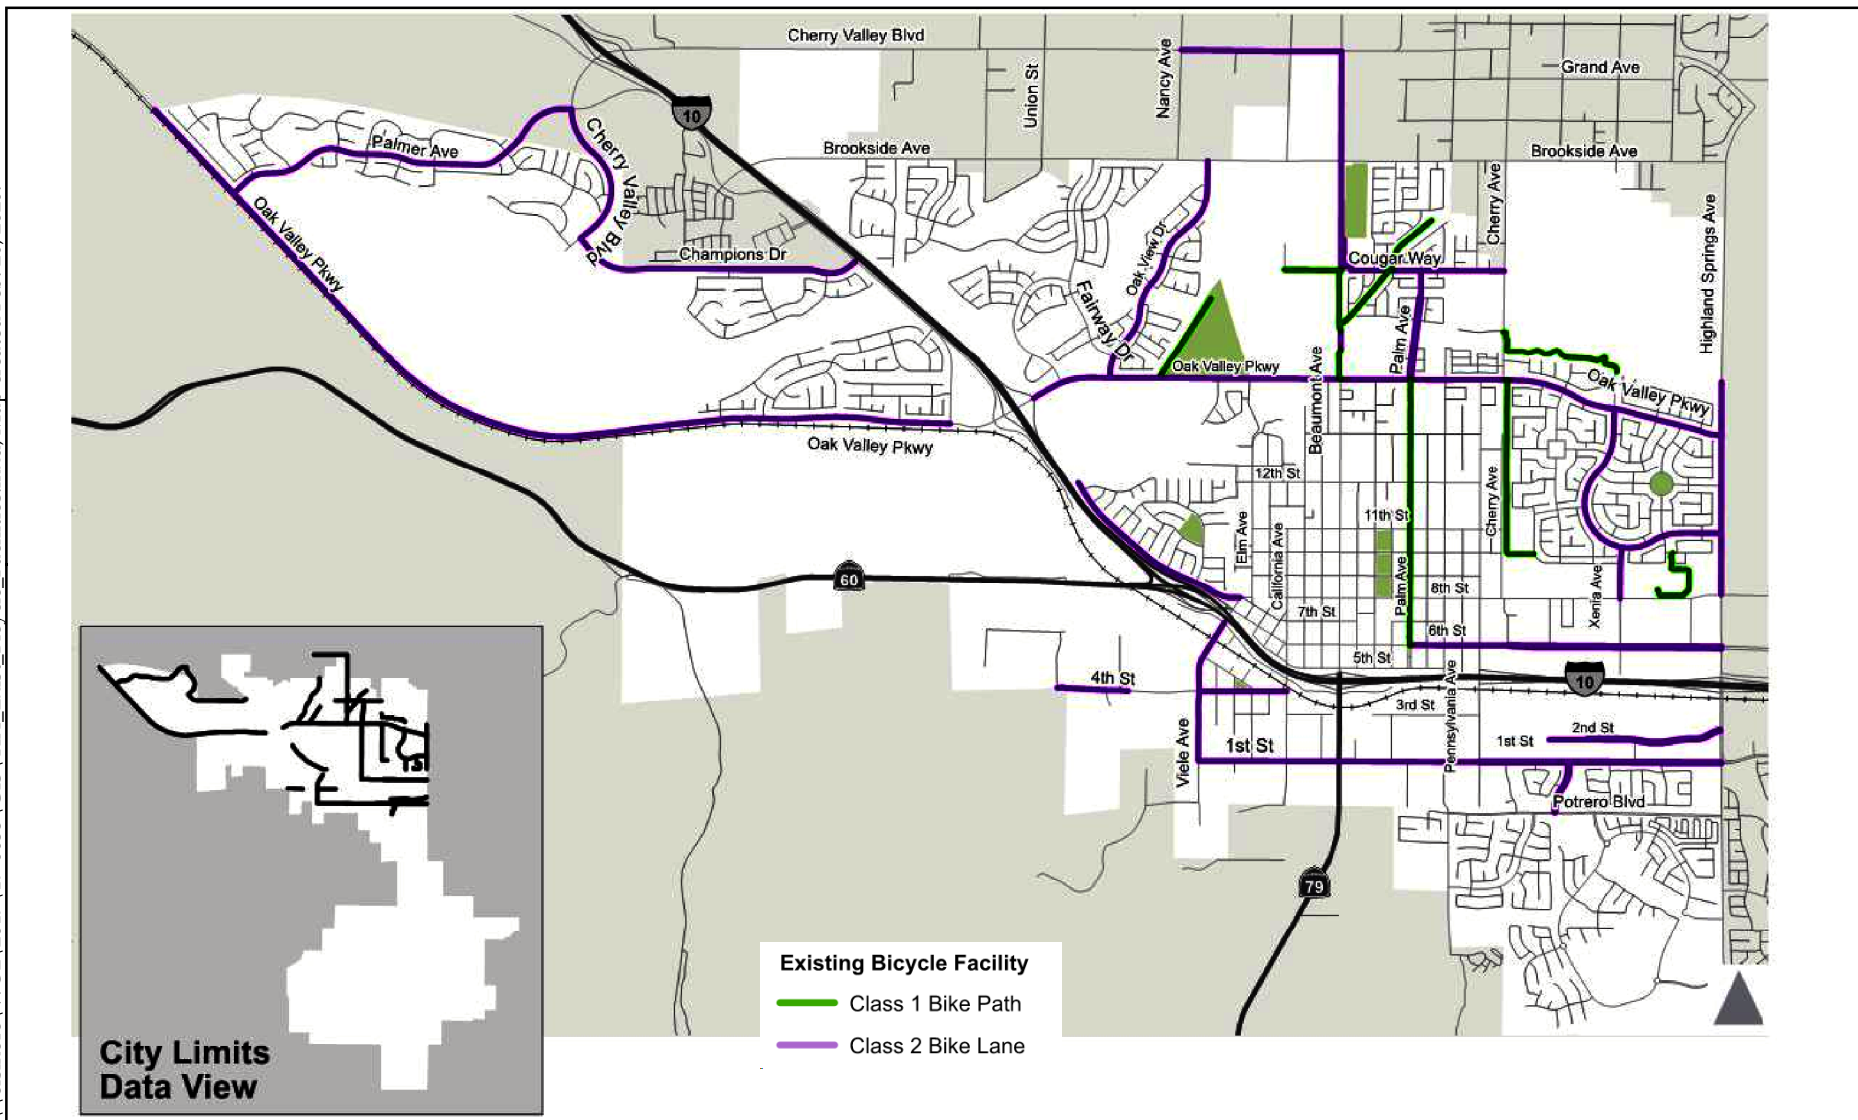 Cherry Valley Blvd
Grand Ave
Nancy Ave
Union St
10
Palmer Ave
Cherry Valley Blvd
Brookside Ave
Brookside Ave
Cherry Ave
Highland Springs Ave
Oak Valley Pkwy
Champions Dr
Oak View Dr
Cougar Way
Fairway Dr
Palm Ave
Oak Valley Pkwy
Beaumont Ave
Oak Valley Pkwy
Oak Valley Pkwy
12th St
11th St
Cherry Ave
Elm Ave
California Ave
60
Palm Ave
8th St
Xenia Ave
7th St
6th St
5th St
4th St
10
Pennsylvania Ave
3rd St
Viele Ave
1st St
1st St
2nd St
Potrero Blvd
79
Existing Bicycle Facility
Class 1 Bike Path
Class 2 Bike Lane
City Limits
Data View